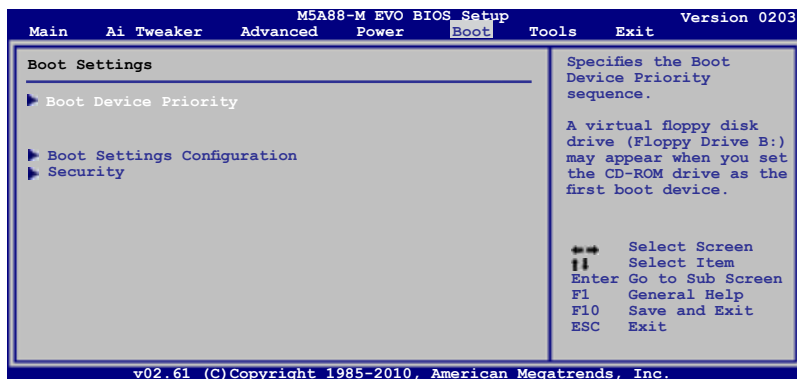 M5A88-M EVO BIOS Setup Version 0203
Main Ai Tweaker Advanced Power Boot Tools Exit
Boot Settings
Boot Device Priority
Boot Settings Configuration
Security
Specifies the Boot
Device Priority
sequence.
A virtual floppy disk
drive (Floppy Drive B:)
may appear when you set
the CD-ROM drive as the
first boot device.
Select Screen
Select Item
Enter Go to Sub Screen
F1 General Help
F10 Save and Exit
ESC Exit
v02.61 (C)Copyright 1985-2010, American Megatrends, Inc.